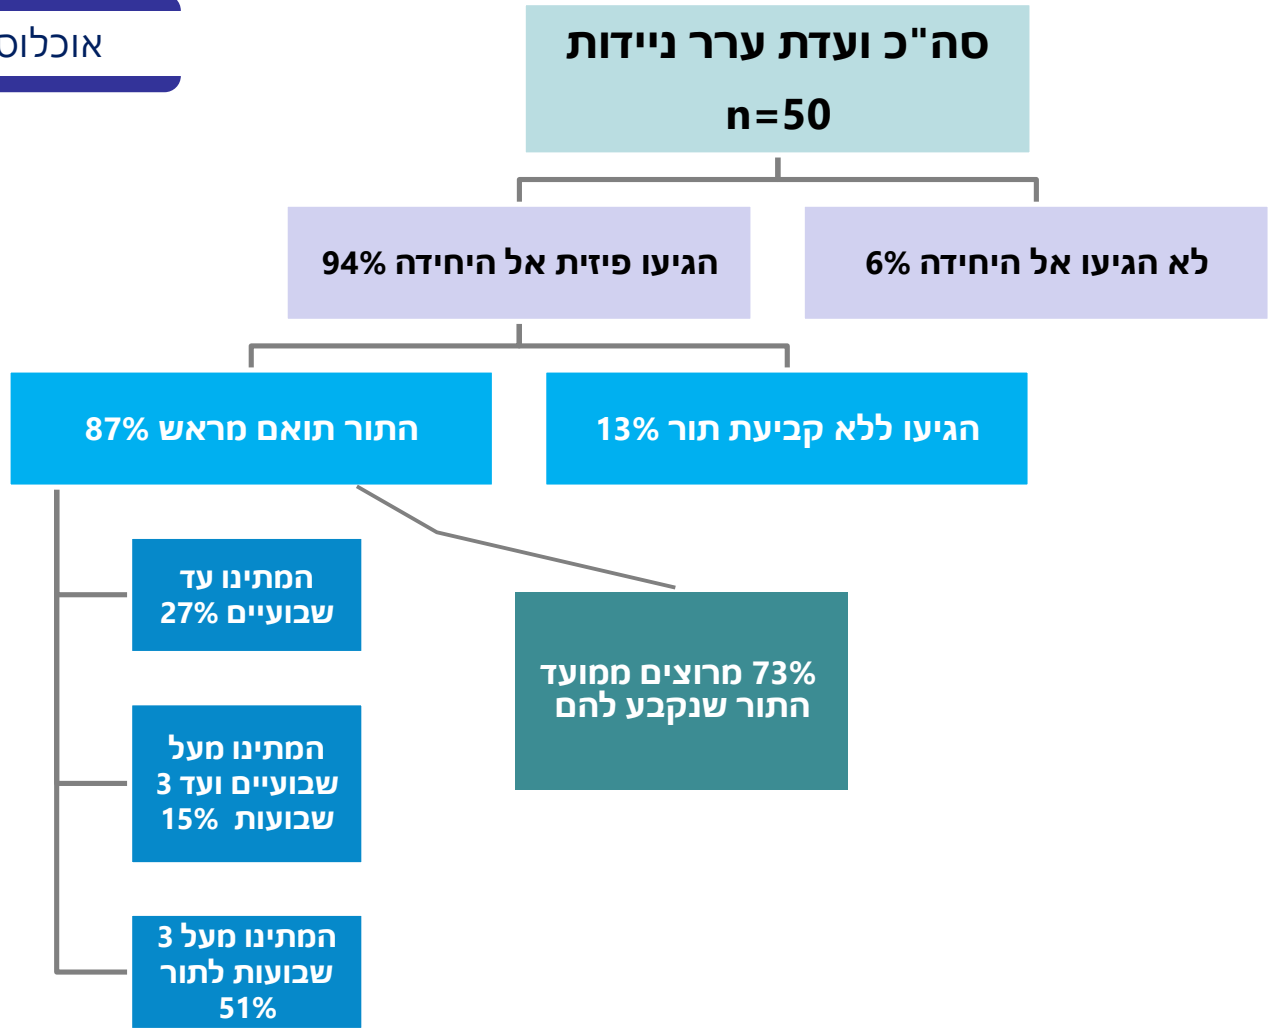 סה"כ ועדת ערר ניידות
n=50
לא הגיעו אל היחידה 6%
הגיעו פיזית אל היחידה 94%
הגיעו ללא קביעת תור 13%
התור תואם מראש 87%
המתינו עד
שבועיים 27%
73% מרוצים ממועד
התור שנקבע להם
המתינו מעל
שבועיים ועד 3
שבועות 15%
המתינו מעל 3
שבועות לתור
51%